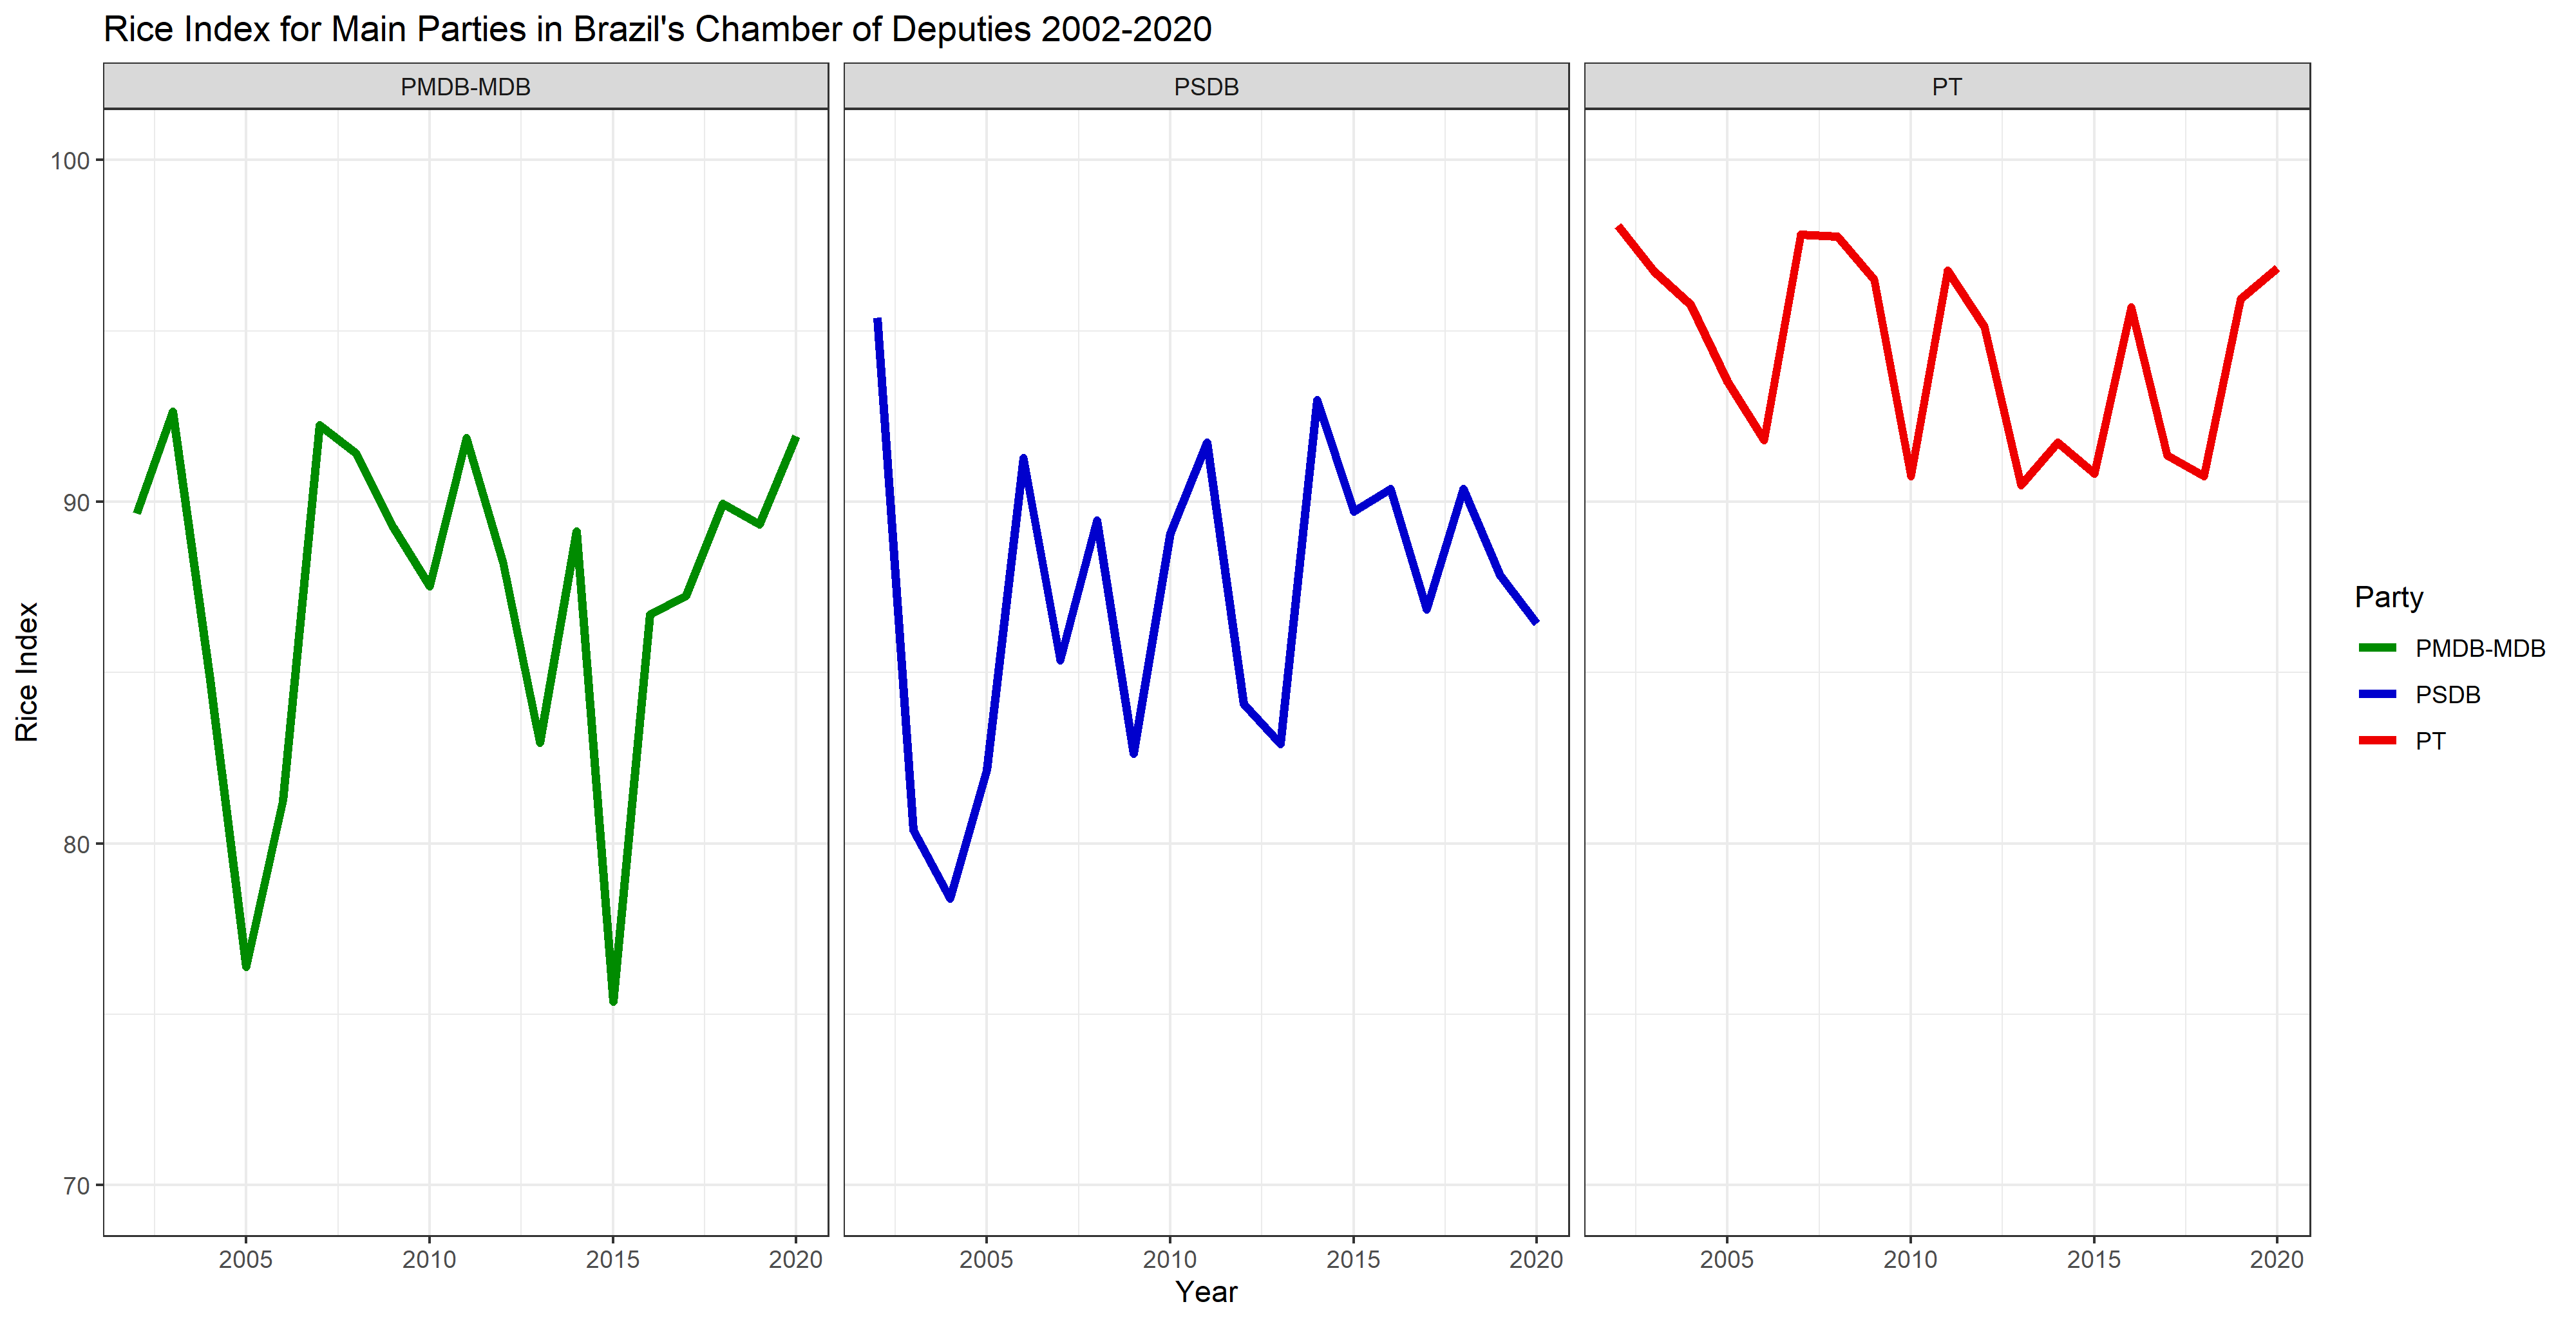 Rice Index for Main Parties in Brazil's Chamber of Deputies 2002-2020
PMDB-MDB PSDB PT
100
90
80
70
Rice Index
2005 2010 2015 2020 2005 2010 2015 2020 2005 2010 2015 2020
Year
Party
PMDB-MDB
PSDB
PT